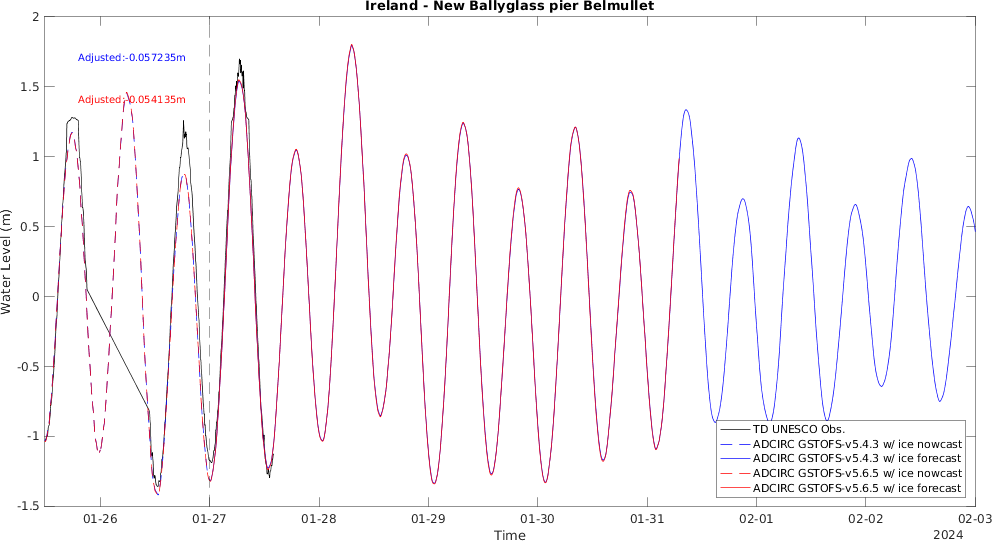 Ireland - New Ballyglass pier Belmullet
Adjusted:-0.057235m
Adjusted:-0.054135m
Water Level (m)
2
1.5
1
0.5
0
-0.5
-1
-1.5
01-26
01-27
01-28
01-29
01-30
01-31
02-01
02-02
02-03
Time
2024
TD UNESCO Obs.
ADCIRC GSTOFS-v5.4.3 w/ ice nowcast
ADCIRC GSTOFS-v5.4.3 w/ ice forecast
ADCIRC GSTOFS-v5.6.5 w/ ice nowcast
ADCIRC GSTOFS-v5.6.5 w/ ice forecast